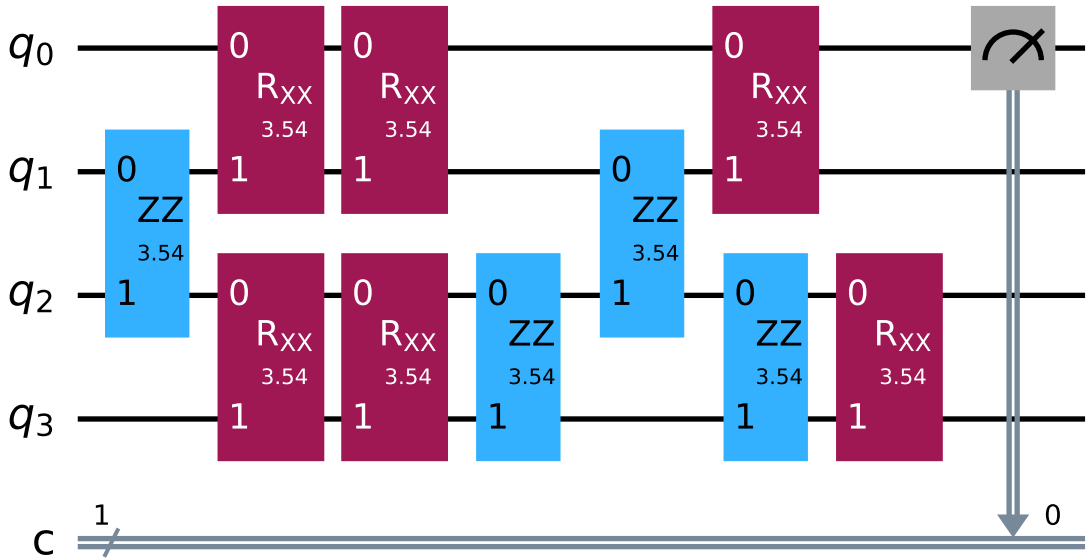 q0 0 0 0
RXX RXX RXX
3.54 3.54 3.54
q1 0 1 1 0 1
ZZ ZZ
3.54 3.54
q2 1 0 0 0 1 0 0
RXX RXX ZZ ZZ RXX
3.54 3.54 3.54 3.54 3.54
q3 1 1 1 1 1
1 0
c